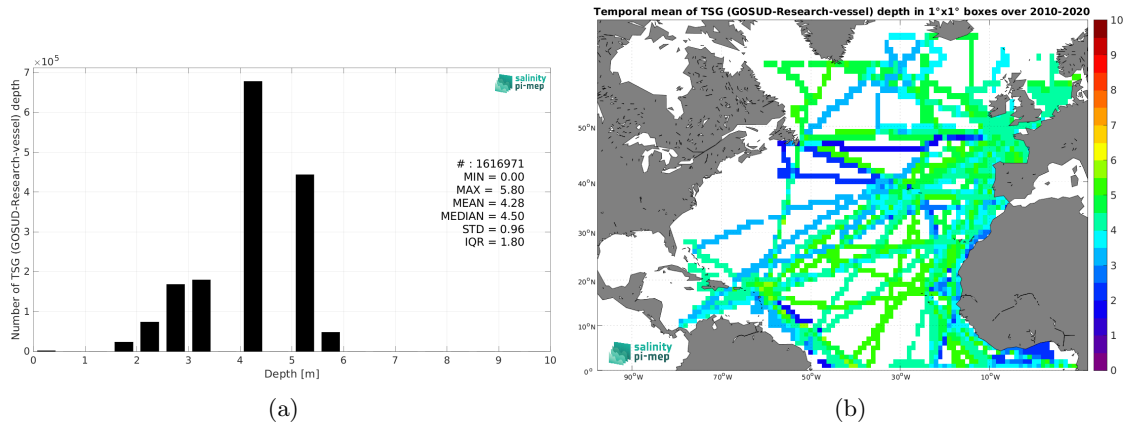 ×10⁵
7
6
5
4
3
2
1
0
Number of TSG (GOSUD-Research-vessel) depth
salinity
pi-mep
# : 1616971
MIN = 0.00
MAX = 5.80
MEAN = 4.28
MEDIAN = 4.50
STD = 0.96
IQR = 1.80
0 1 2 3 4 5 6 7 8 9 10
Depth [m]
(a)
Temporal mean of TSG (GOSUD-Research-vessel) depth in 1°x1° boxes over 2010-2020
50°N
40°N
30°N
20°N
10°N
0°
90°W 70°W 50°W 30°W 10°W
salinity
pi-mep
10
9
8
7
6
5
4
3
2
1
0
(b)